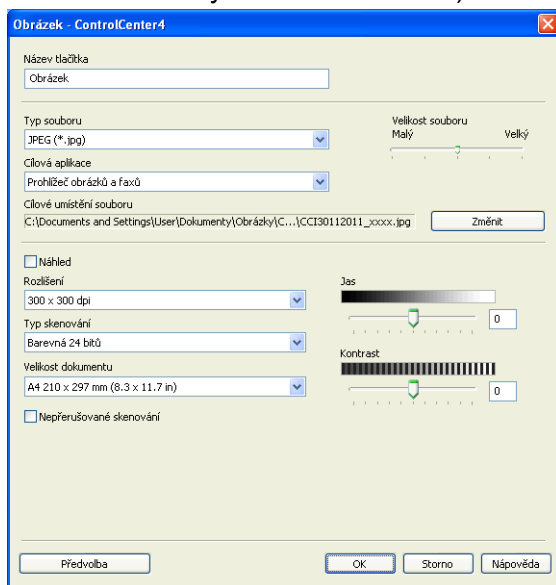 Obrázek - ControlCenter4
Název tlačítka
Obrázek
Typ souboru
JPEG (*.jpg)
Velikost souboru
Malý Velký
Cílová aplikace
Prohlížeč obrázků a faxů
Cílové umístění souboru
C:\Documents and Settings\User\Dokumenty\Obrázky\C...\CCI30112011_xxxx.jpg Změnit
Náhled
Rozlišení
300 x 300 dpi
Typ skenování
Barevná 24 bitů
Velikost dokumentu
A4 210 x 297 mm (8.3 x 11.7 in)
Nepřerušované skenování
Jas
0
Kontrast
0
Předvolba OK Storno Nápověda